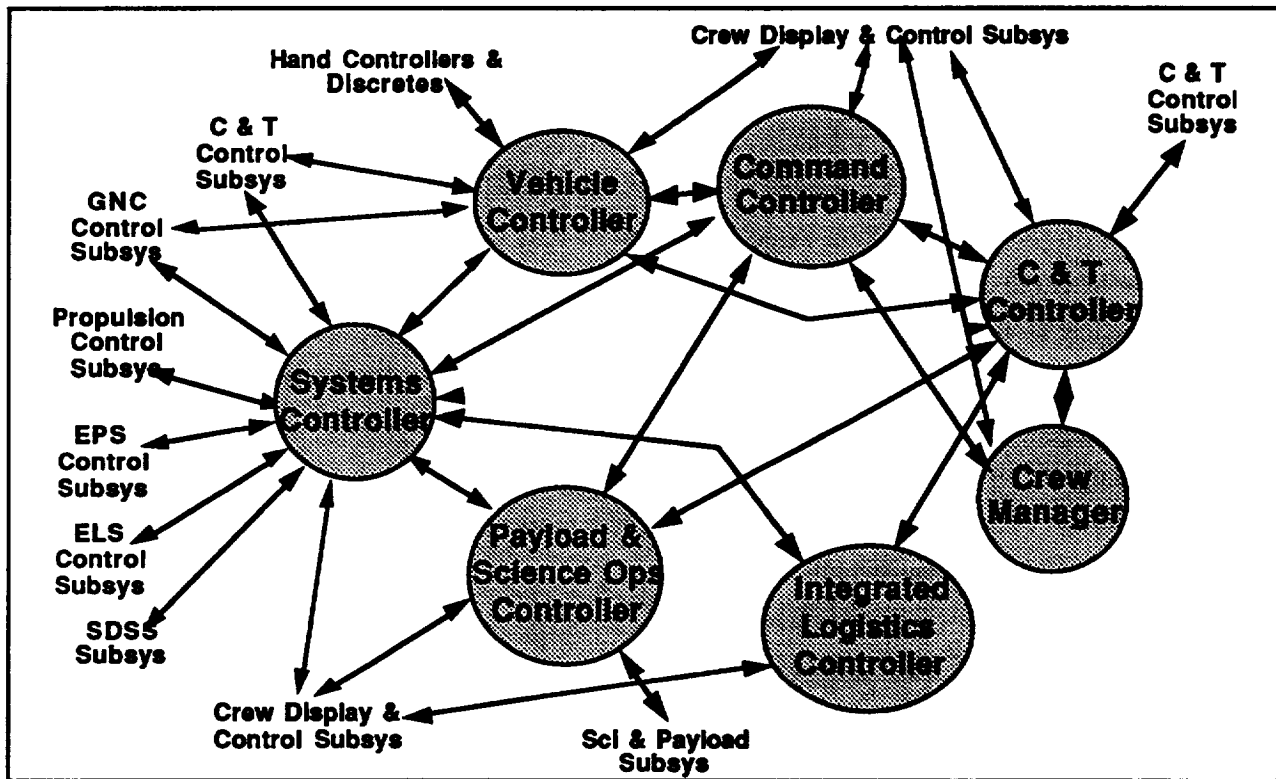 Crew Display & Control Subsys
Hand Controllers &
Discretes
C & T
Control
Subsys
C & T
Control
Subsys
Vehicle
Controller
Command
Controller
GNC
Control
Subsys
C & T
Controller
Propulsion
Control
Subsys
Systems
Controller
EPS
Control
Subsys
Crew
Manager
ELS
Control
Subsys
Payload &
Science Ops
Controller
Integrated
Logistics
Controller
SDSS
Subsys
Crew Display &
Control Subsys
Sci & Payload
Subsys